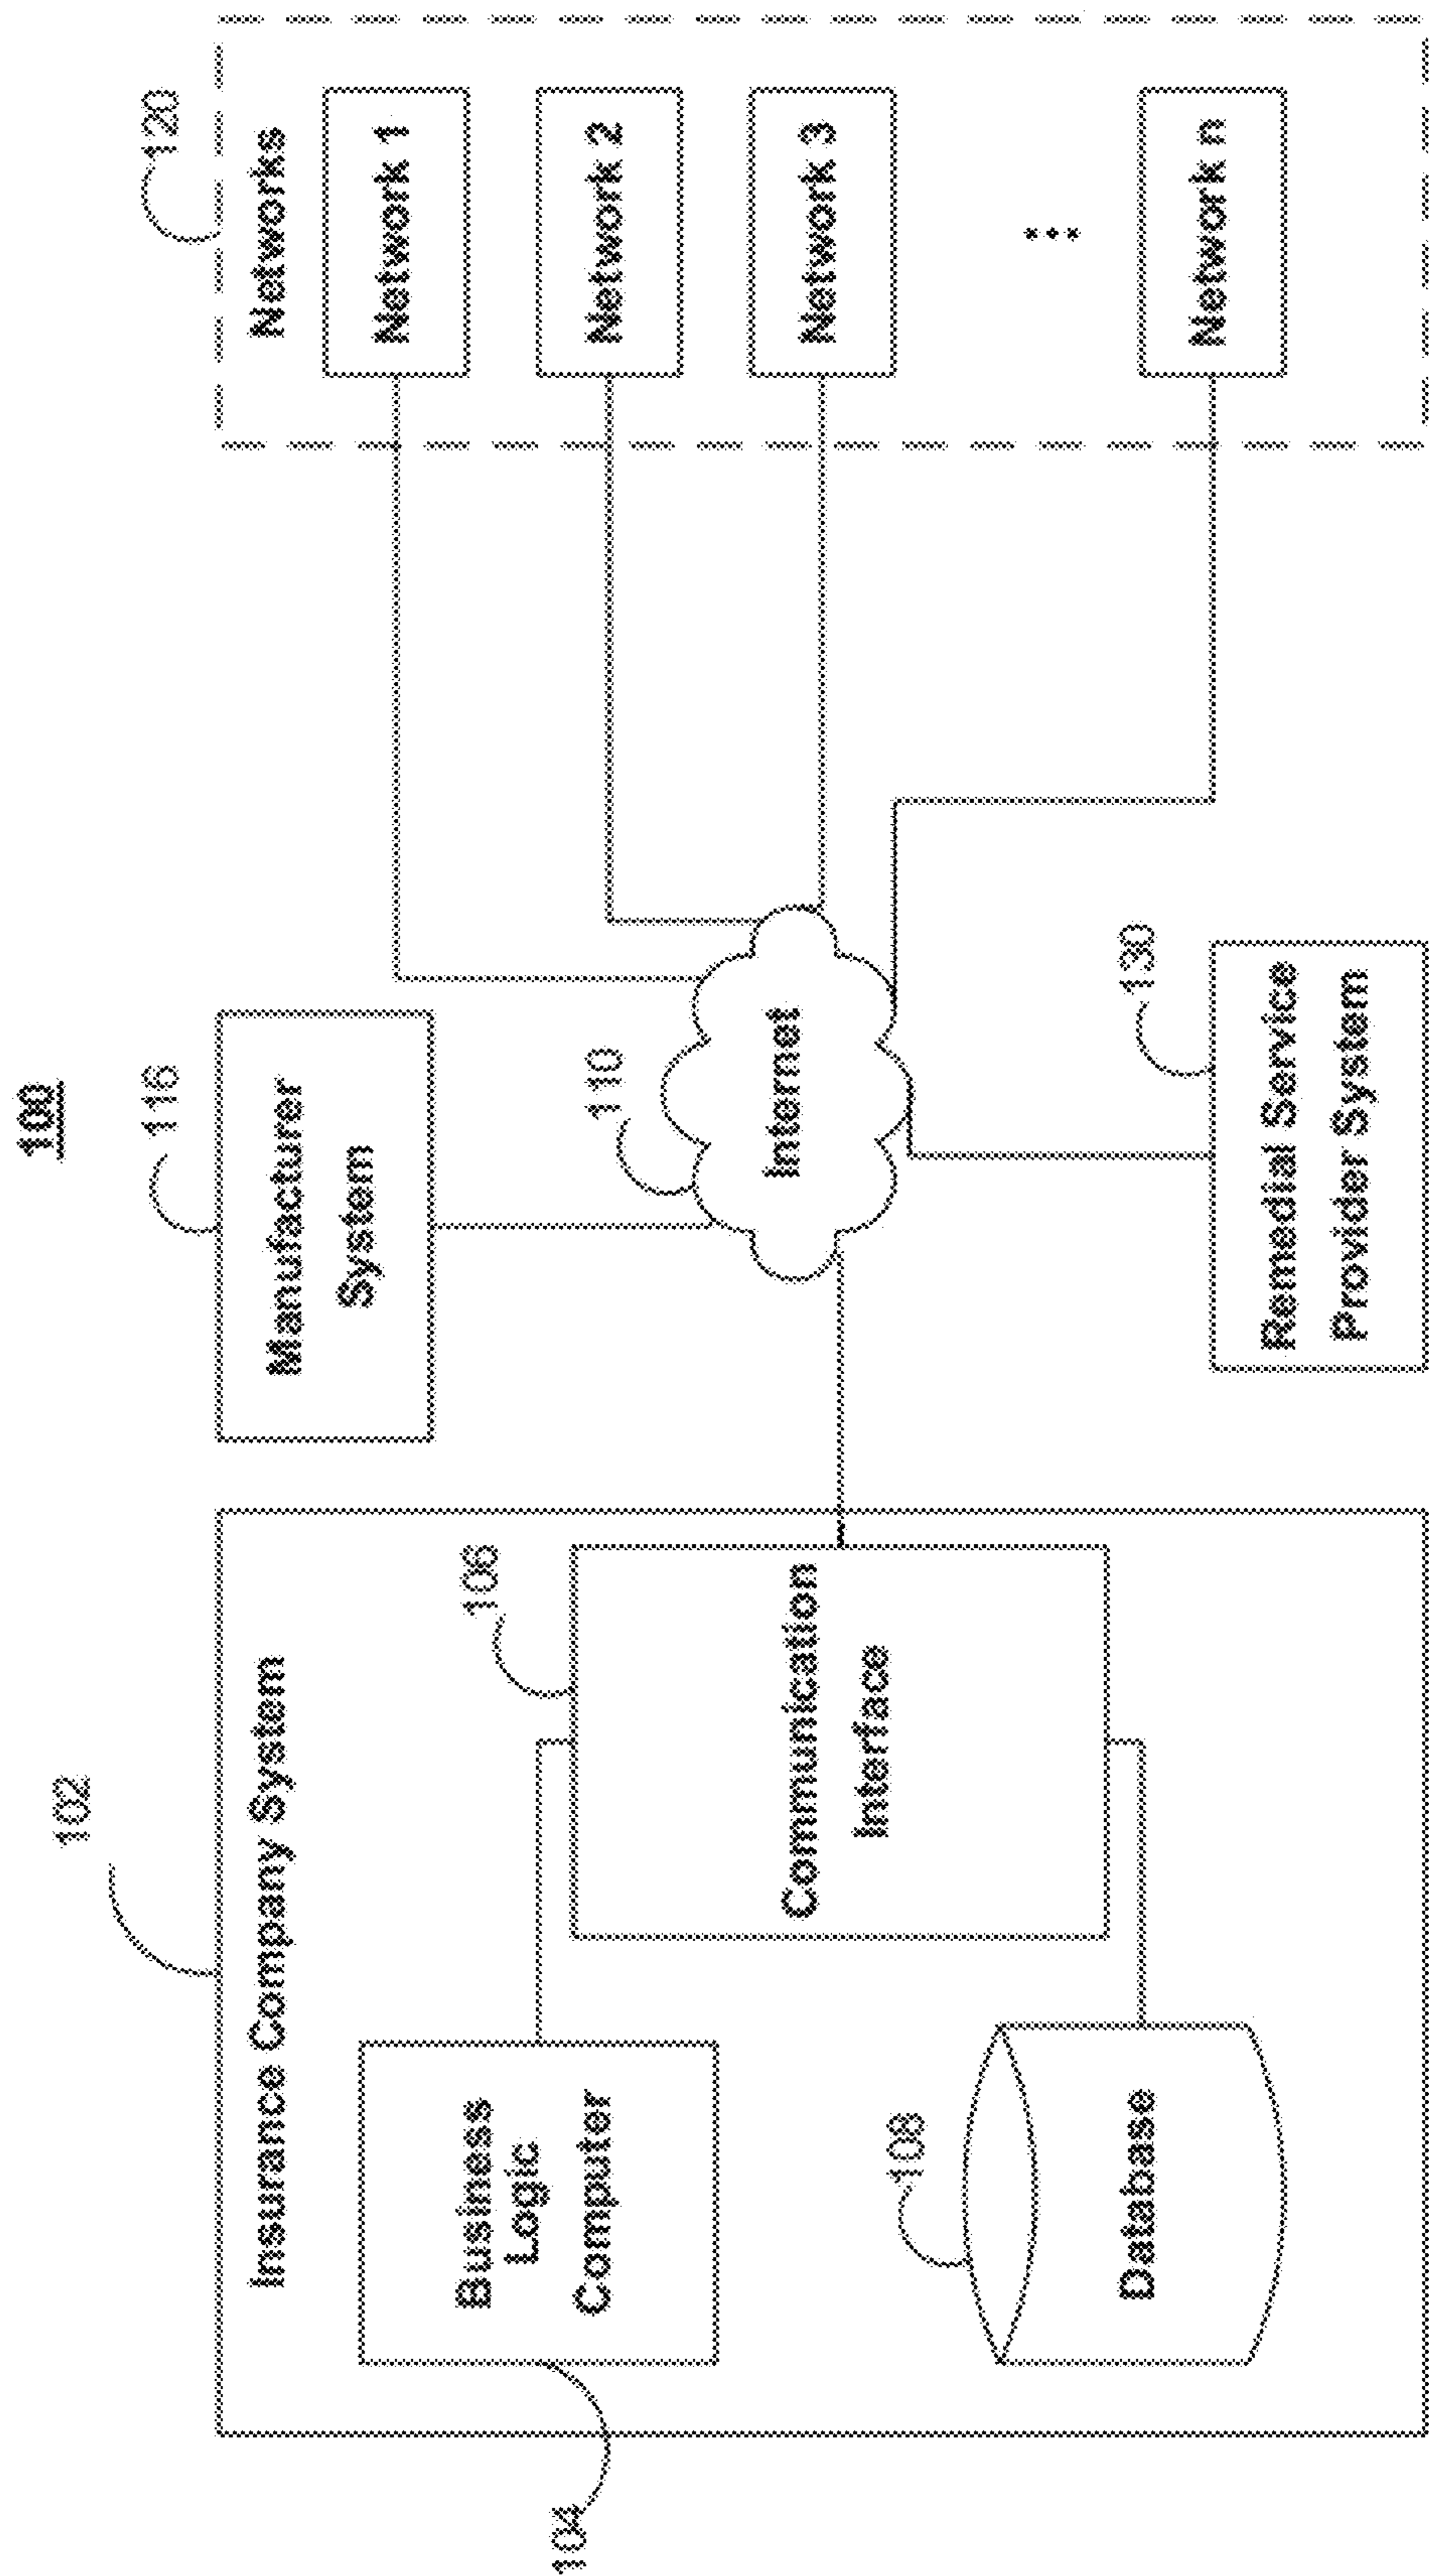 100
102
Insurance Company System
104
Business
Logic
Computer
106
Communication
Interface
108
Database
116
Manufacturer
System
110
Internet
130
Remedial Service
Provider System
120
Networks
Network 1
Network 2
Network 3
...
Network n